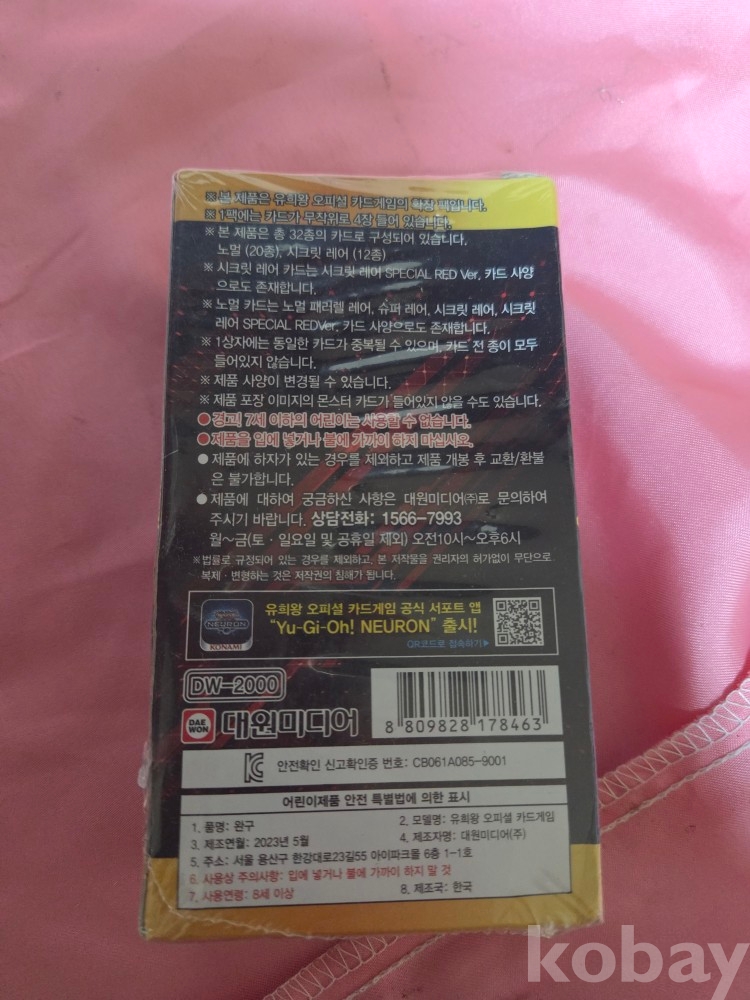 ※ 본 제품은 유희왕 오피셜 카드게임의 확장 팩입니다.
※ 1팩에는 카드가 무작위로 4장 들어 있습니다.
※ 본 제품은 총 32종의 카드로 구성되어 있습니다.
노멀 (20종), 시크릿 레어 (12종)
※ 시크릿 레어 카드는 시크릿 레어 SPECIAL RED Ver. 카드 사양
으로도 존재합니다.
※ 노멀 카드는 노멀 패러렐 레어, 슈퍼 레어, 시크릿 레어, 시크릿
레어 SPECIAL REDVer. 카드 사양으로도 존재합니다.
※ 1상자에는 동일한 카드가 중복될 수 있으며, 카드 전 종이 모두
들어있지 않습니다.
※ 제품 사양이 변경될 수 있습니다.
※ 제품 포장 이미지의 몬스터 카드가 들어있지 않을 수도 있습니다.
● 경고! 7세 이하의 어린이는 사용할 수 없습니다.
● 제품을 입에 넣거나 불에 가까이 하지 마십시오.
● 제품에 하자가 있는 경우를 제외하고 제품 개봉 후 교환/환불
은 불가합니다.
● 제품에 대하여 궁금하신 사항은 대원미디어㈜로 문의하여
주시기 바랍니다. 상담전화: 1566-7993
월~금(토·일요일 및 공휴일 제외) 오전10시~오후6시
※법률로 규정되어 있는 경우를 제외하고, 본 저작물을 권리자의 허가없이 무단으로
복제·변형하는 것은 저작권의 침해가 됩니다.
유희왕 오피셜 카드게임 공식 서포트 앱
"Yu-Gi-Oh! NEURON" 출시!
NEURON
KONAMI
QR코드로 접속하기▶
DW-2000
DAE
WON
대원미디어
8 809828 178463
안전확인 신고확인증 번호: CB061A085-9001
어린이제품 안전 특별법에 의한 표시
1. 품명: 완구
2. 모델명: 유희왕 오피셜 카드게임
3. 제조연월: 2023년 5월
4. 제조자명: 대원미디어(주)
5. 주소: 서울 용산구 한강대로23길55 아이파크몰 6층 1-1호
6. 사용상 주의사항: 입에 넣거나 불에 가까이 하지 말 것
7. 사용연령: 8세 이상
8. 제조국: 한국
kobay